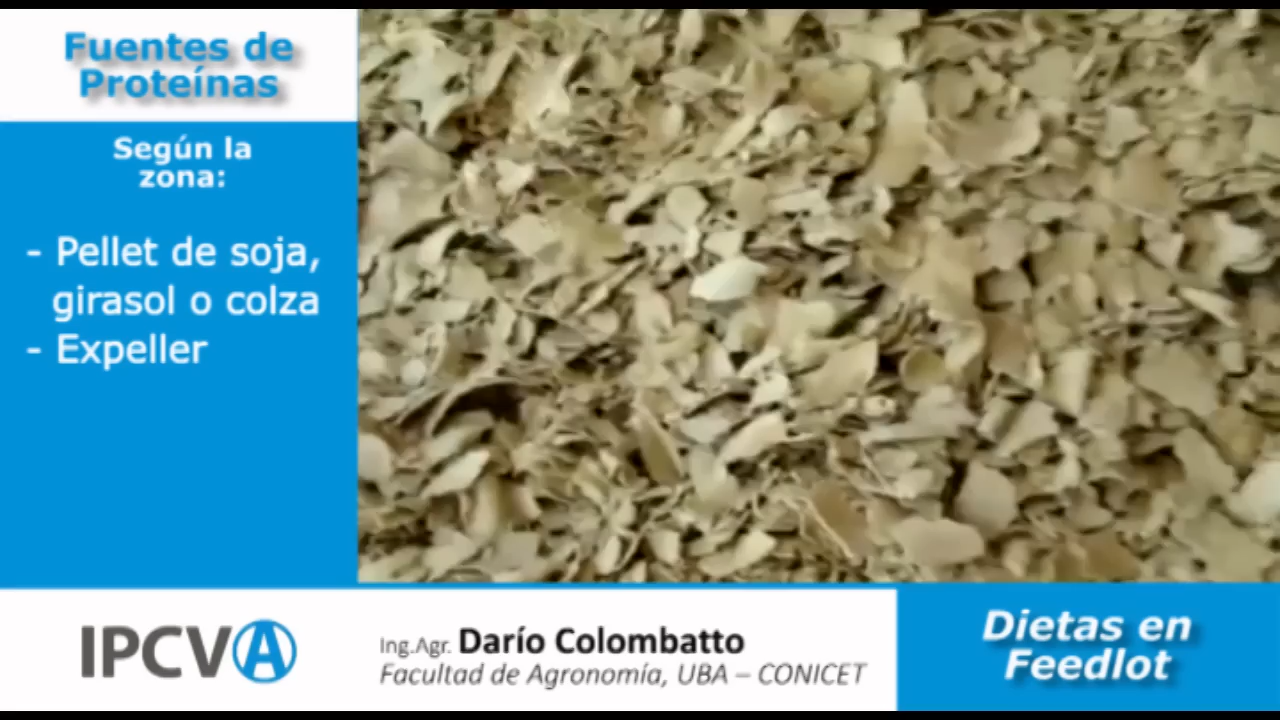 Fuentes de
Proteínas
Según la
zona:
- Pellet de soja,
girasol o colza
- Expeller
IPCVA
Ing.Agr. Darío Colombatto
Facultad de Agronomía, UBA – CONICET
Dietas en
Feedlot